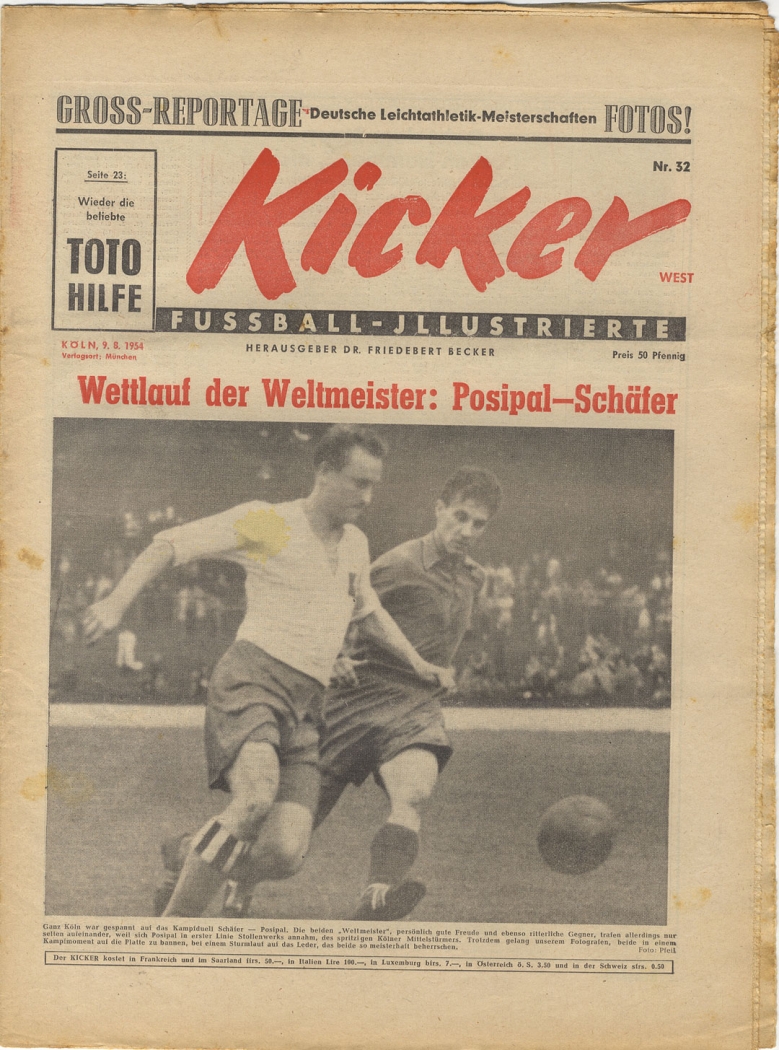 GROSS-REPORTAGE Deutsche Leichtathletik-Meisterschaften FOTOS!
Seite 23:
Wieder die
beliebte
TOTO
HILFE
Nr. 32
Kicker
WEST
FUSSBALL-JLLUSTRIERTE
KÖLN, 9. 8. 1954
Verlagsort: München
HERAUSGEBER DR. FRIEDEBERT BECKER
Preis 50 Pfennig
Wettlauf der Weltmeister: Posipal—Schäfer
Ganz Köln war gespannt auf das Kampfduell Schäfer — Posipal. Die beiden „Weltmeister", persönlich gute Freude und ebenso ritterliche Gegner, trafen allerdings nur
selten aufeinander, weil sich Posipal in erster Linie Stollenwerks annahm, des spritzigen Kölner Mittelstürmers. Trotzdem gelang unserem Fotografen, beide in einem
Kampfmoment auf die Platte zu bannen, bei einem Sturmlauf auf das Leder, das beide so meisterhaft beherrschen.
Foto: Pfeil
Der KICKER kostet in Frankreich und im Saarland ffrs. 50.—, in Italien Lire 100.—, in Luxemburg bfrs. 7.—, in Österreich ö. S. 3.50 und in der Schweiz sfrs. 0.50